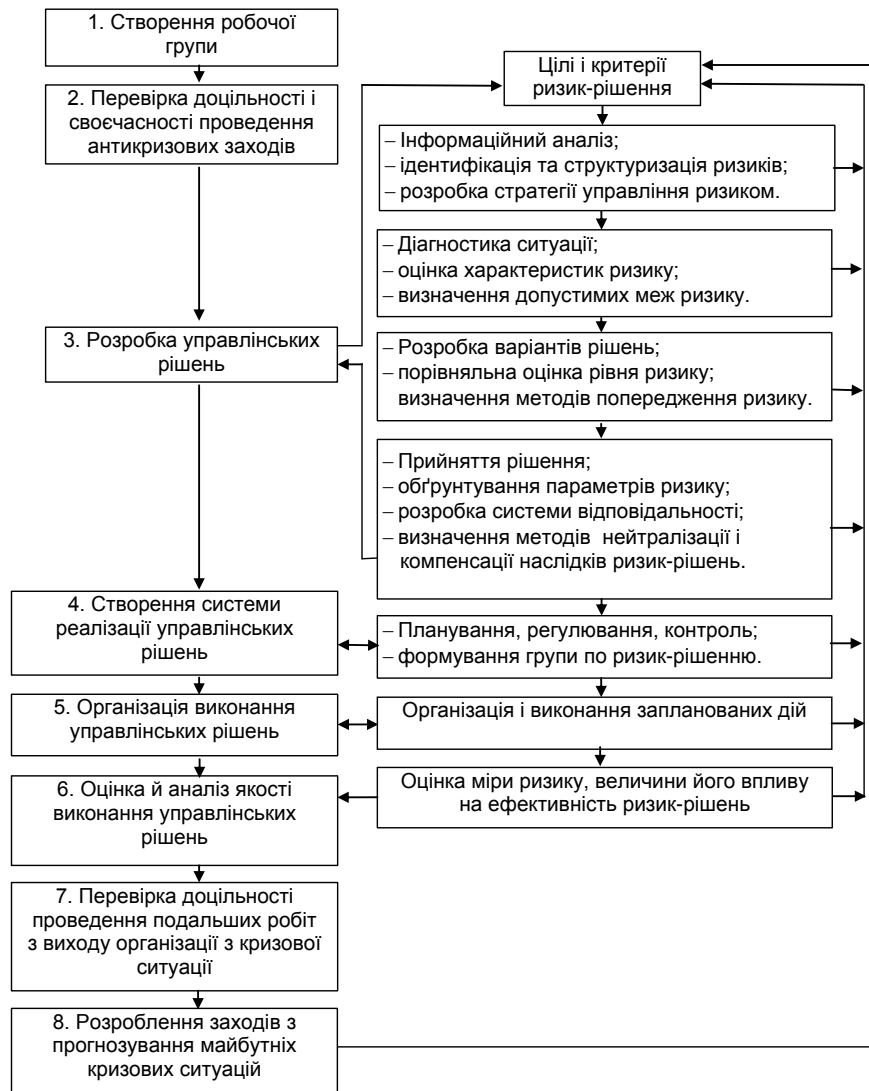 1. Створення робочої
групи
2. Перевірка доцільності і
своєчасності проведення
антикризових заходів
3. Розробка управлінських
рішень
4. Створення системи
реалізації управлінських
рішень
5. Організація виконання
управлінських рішень
6. Оцінка й аналіз якості
виконання управлінських
рішень
7. Перевірка доцільності
проведення подальших робіт
з виходу організації з кризової
ситуації
8. Розроблення заходів з
прогнозування майбутніх
кризових ситуацій
Цілі і критерії
ризик-рішення
– Інформаційний аналіз;
– ідентифікація та структуризація ризиків;
– розробка стратегії управління ризиком.
– Діагностика ситуації;
– оцінка характеристик ризику;
– визначення допустимих меж ризику.
– Розробка варіантів рішень;
– порівняльна оцінка рівня ризику;
визначення методів попередження ризику.
– Прийняття рішення;
– обґрунтування параметрів ризику;
– розробка системи відповідальності;
– визначення методів нейтралізації і
компенсації наслідків ризик-рішень.
– Планування, регулювання, контроль;
– формування групи по ризик-рішенню.
Організація і виконання запланованих дій
Оцінка міри ризику, величини його впливу
на ефективність ризик-рішень